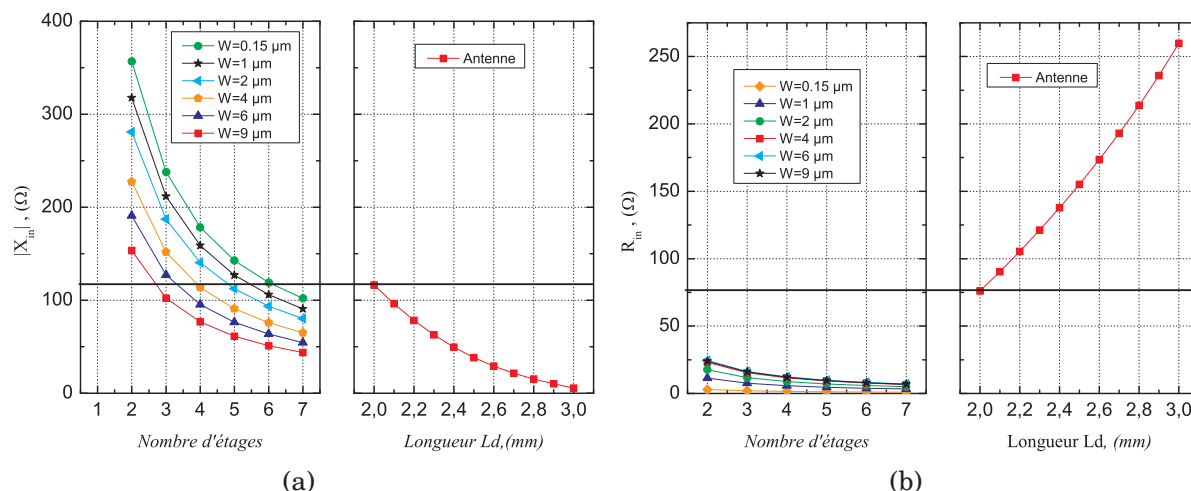 |X_in| , (Ω)
400
300
200
100
0
W=0.15 µm
W=1 µm
W=2 µm
W=4 µm
W=6 µm
W=9 µm
1 2 3 4 5 6 7
Nombre d'étages
Antenne
2,0 2,2 2,4 2,6 2,8 3,0
Longueur Ld,(mm)
(a)
R_in , (Ω)
250
200
150
100
50
0
W=0.15 µm
W=1 µm
W=2 µm
W=4 µm
W=6 µm
W=9 µm
2 3 4 5 6 7
Nombre d'étages
Antenne
2,0 2,2 2,4 2,6 2,8 3,0
Longueur Ld, (mm)
(b)